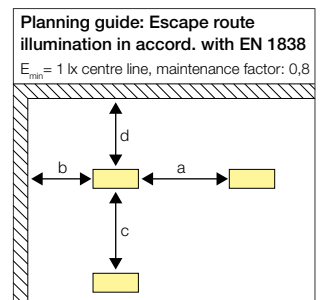 Planning guide: Escape route
illumination in accord. with EN 1838
Emin= 1 lx centre line, maintenance factor: 0,8
d
b
a
c